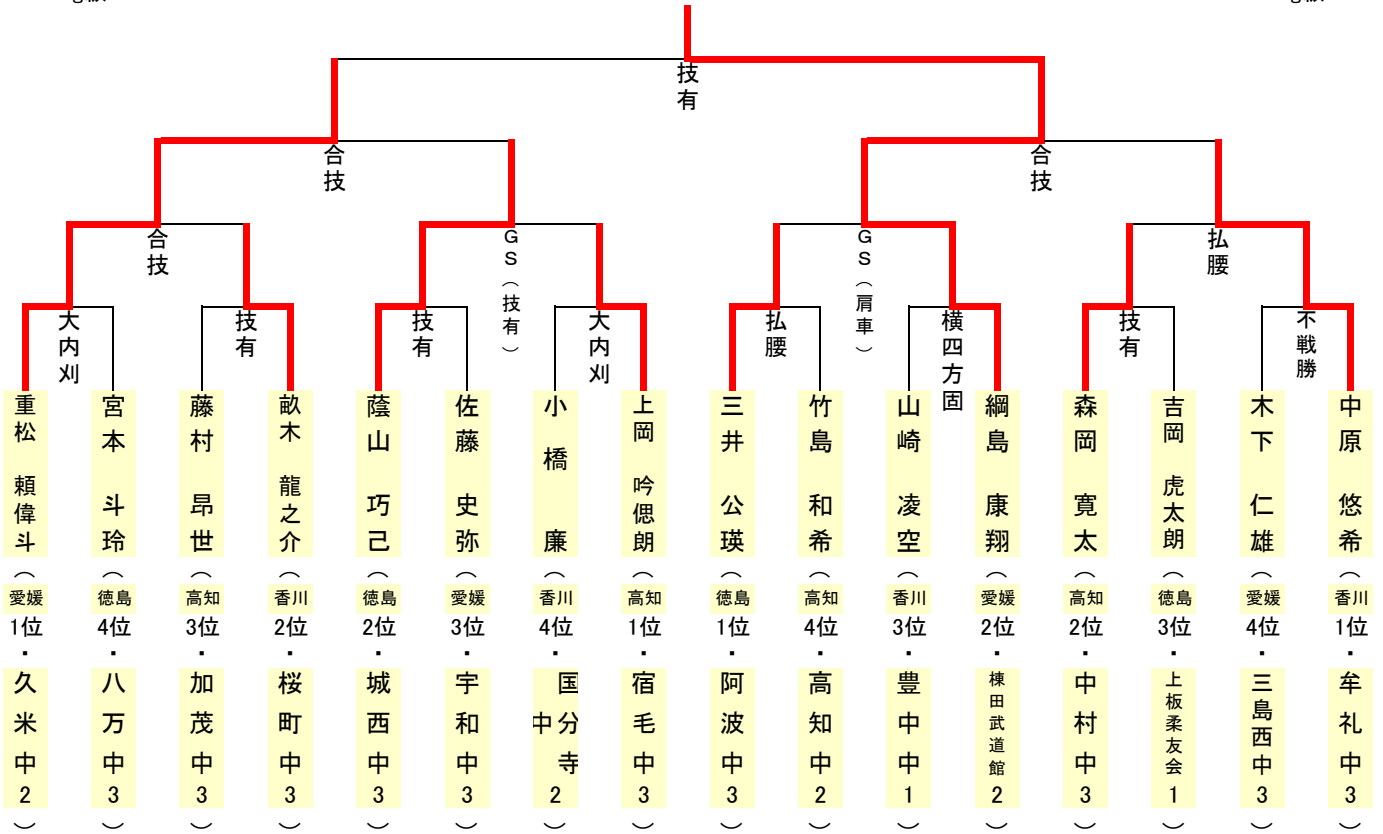 技有
合技
合技
合技
GS（技有）
GS（肩車）
払腰
大内刈
技有
技有
大内刈
払腰
横四方固
技有
不戦勝
重松 頼偉斗（愛媛1位・久米中2）
宮本 斗玲（徳島4位・八万中3）
藤村 昂世（高知3位・加茂中3）
畝木 龍之介（香川2位・桜町中3）
蔭山 巧己（徳島2位・城西中3）
佐藤 史弥（愛媛3位・宇和中3）
小橋 廉（香川4位・国分寺中2）
上岡 吟偲朗（高知1位・宿毛中3）
三井 公瑛（徳島1位・阿波中3）
竹島 和希（高知4位・高知中2）
山崎 凌空（香川3位・豊中中1）
綱島 康翔（愛媛2位・棟田武道館2）
森岡 寛太（高知2位・中村中3）
吉岡 虎太朗（徳島3位・上板柔友会1）
木下 仁雄（愛媛4位・三島西中3）
中原 悠希（香川1位・牟礼中3）